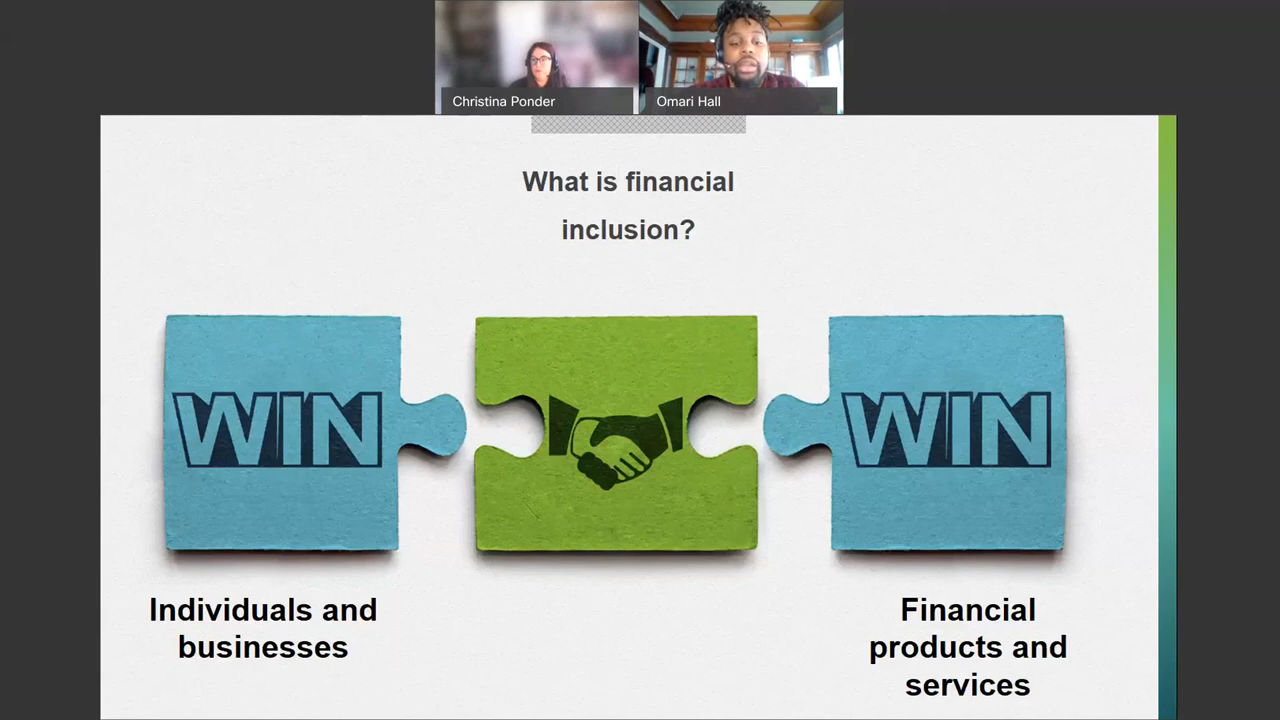 Christina Ponder
Omari Hall
What is financial
inclusion?
WIN
WIN
Individuals and
businesses
Financial
products and
services